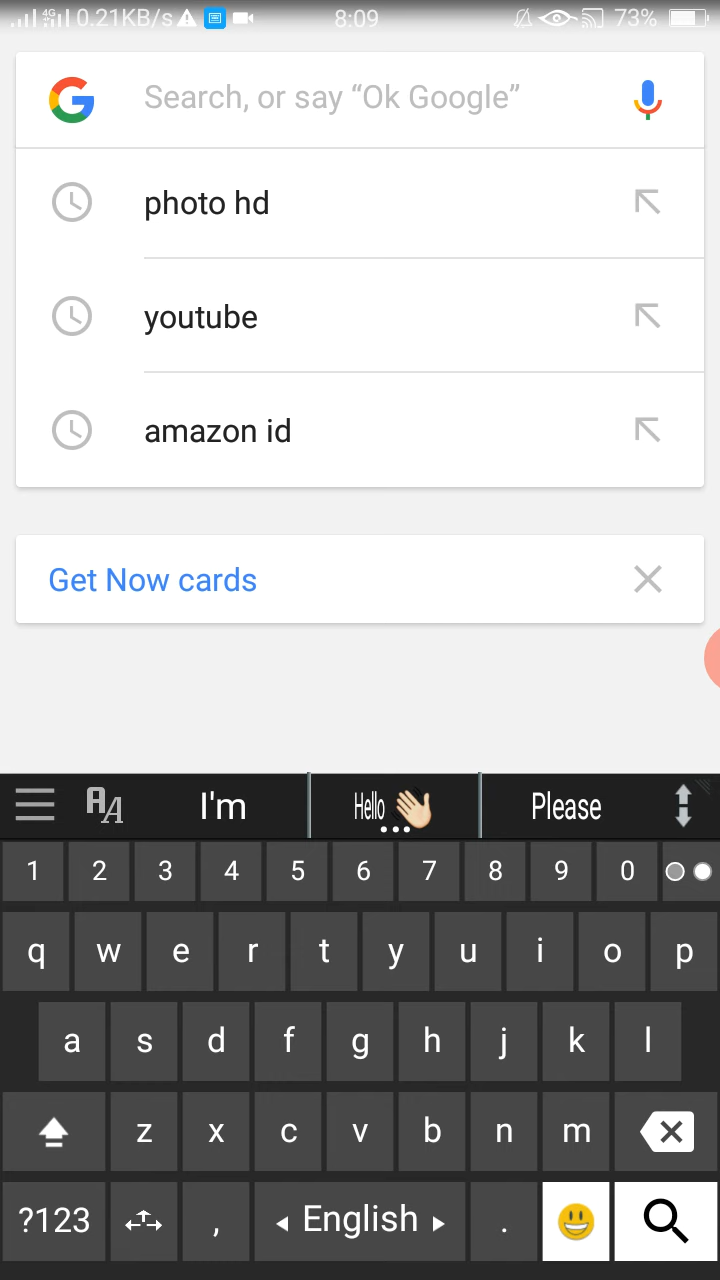 4G 0.21KB/s 8:09 73%
Search, or say “Ok Google”
photo hd
youtube
amazon id
Get Now cards
I'm Hello 👋🏻 Please
1 2 3 4 5 6 7 8 9 0
q w e r t y u i o p
a s d f g h j k l
z x c v b n m
?123 , English .